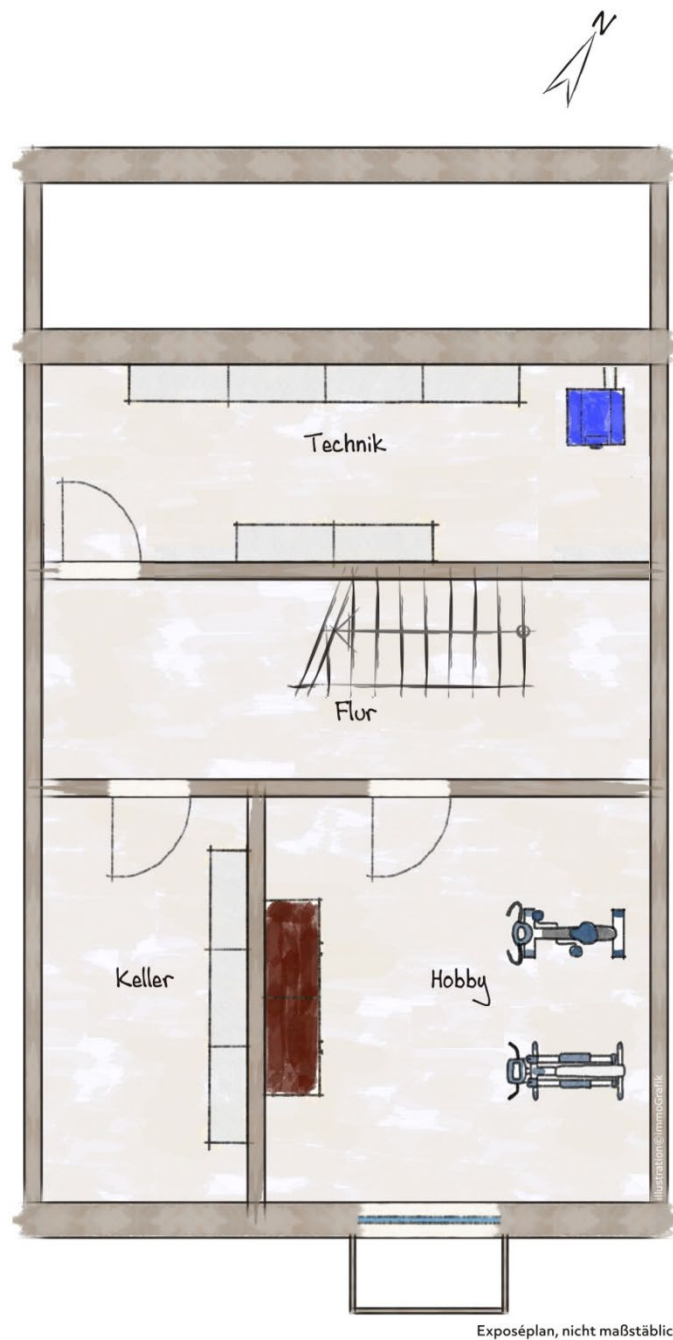 N
Technik
Flur
Keller
Hobby
Illustration©immoGrafik
Exposéplan, nicht maßstäblic